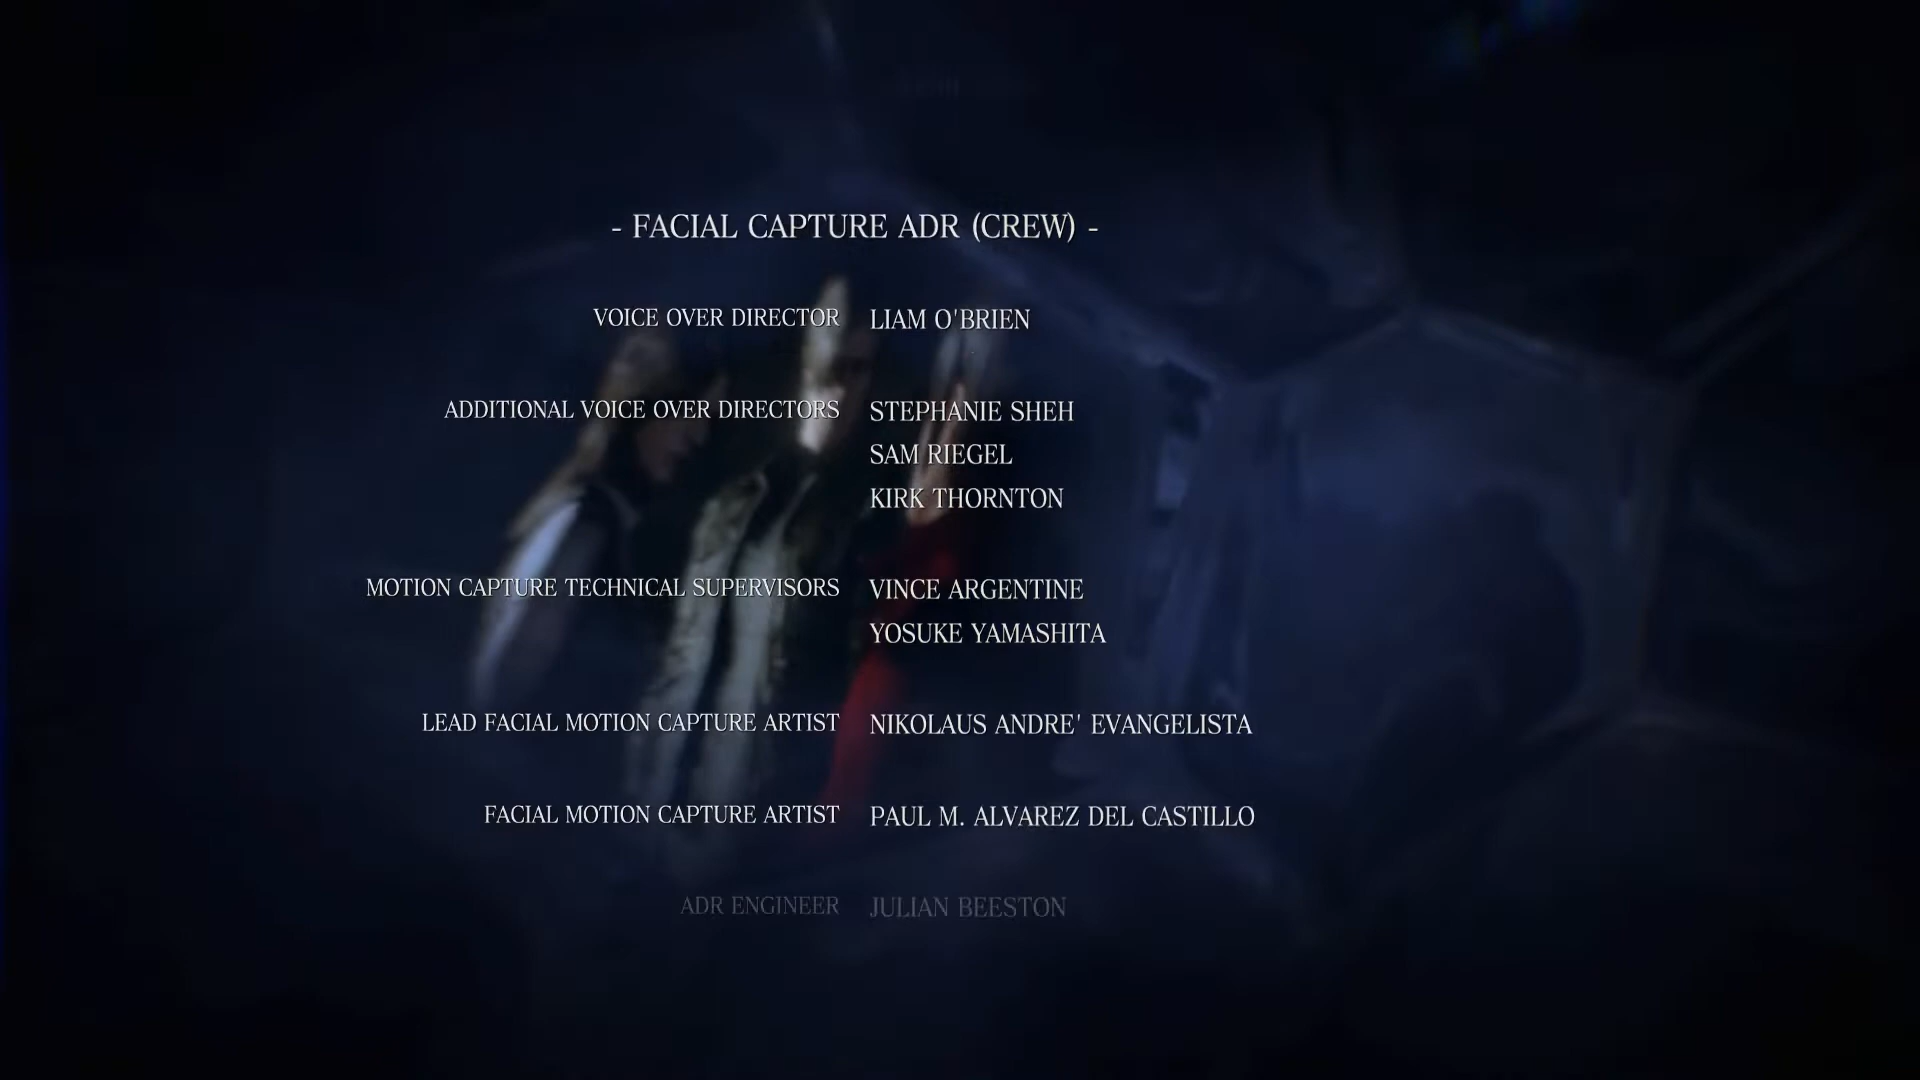 - FACIAL CAPTURE ADR (CREW) -
VOICE OVER DIRECTOR LIAM O'BRIEN
ADDITIONAL VOICE OVER DIRECTORS STEPHANIE SHEH
SAM RIEGEL
KIRK THORNTON
MOTION CAPTURE TECHNICAL SUPERVISORS VINCE ARGENTINE
YOSUKE YAMASHITA
LEAD FACIAL MOTION CAPTURE ARTIST NIKOLAUS ANDRE' EVANGELISTA
FACIAL MOTION CAPTURE ARTIST PAUL M. ALVAREZ DEL CASTILLO
ADR ENGINEER JULIAN BEESTON